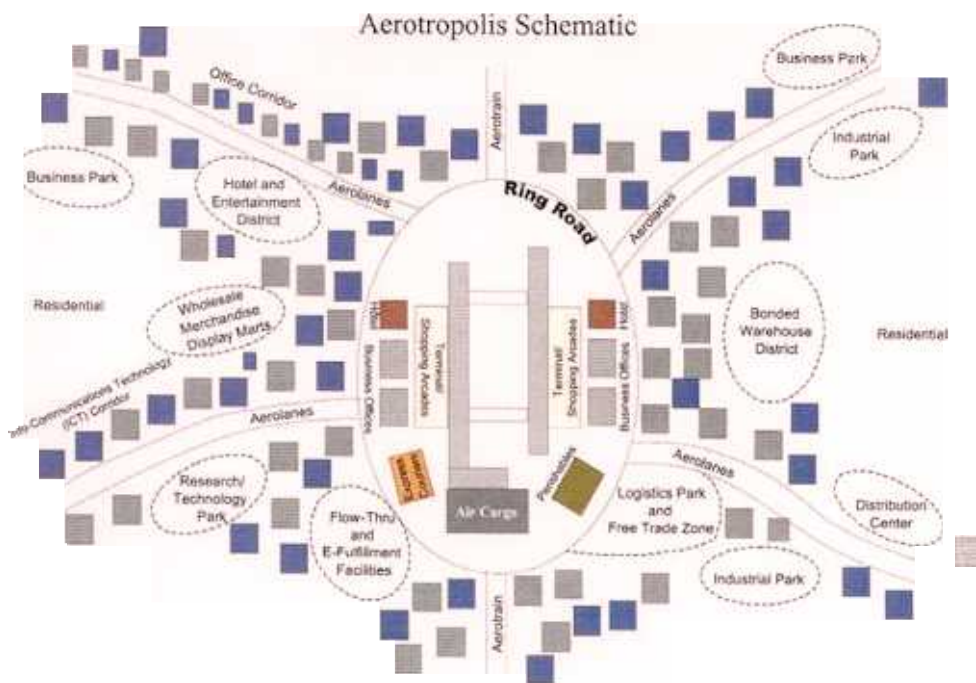 Aerotropolis Schematic
Business Park
Office Corridor
Aerotrain
Industrial
Park
Business Park
Hotel and
Entertainment
District
Aerolanes
Ring Road
Aerolanes
Residential
Wholesale
Merchandise
Display Marts
Hotel
Terminal/
Shopping Arcades
Terminal/
Shopping Arcades
Hotel
Bonded
Warehouse
District
Residential
Business Offices
Business Offices
Communications Technology
(ICT) Corridor
Aerolanes
Aerolanes
Research/
Technology
Park
Express
Couriers
Perishables
Logistics Park
and
Free Trade Zone
Distribution
Center
Air Cargo
Flow-Thru
and
E-Fulfillment
Facilities
Industrial Park
Aerotrain